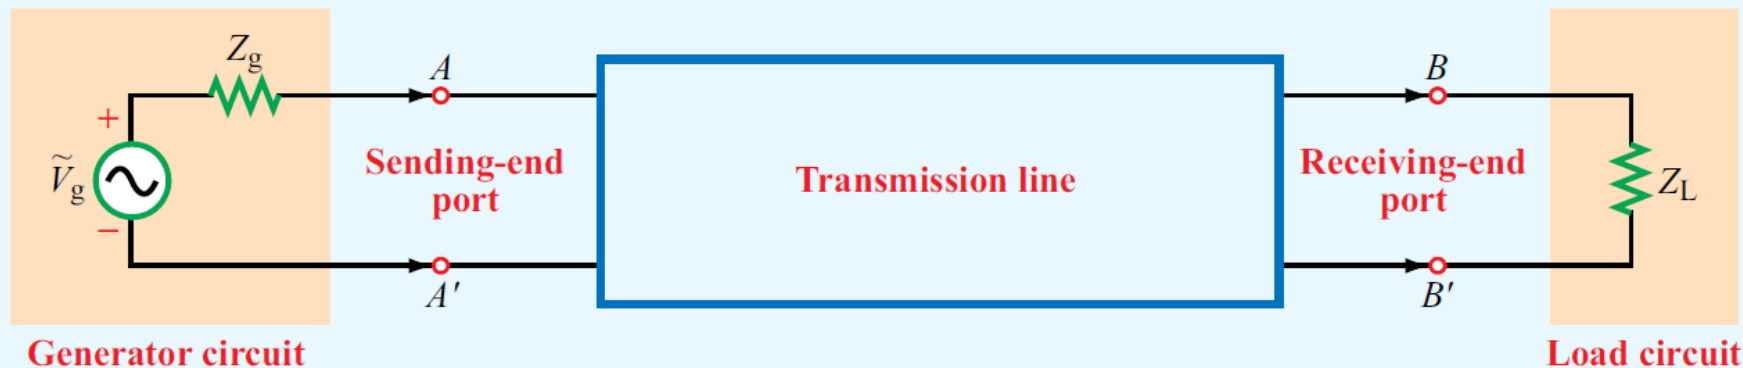 Z_g
A
B
+
Ṽ_g
Sending-end
port
Transmission line
Receiving-end
port
Z_L
−
A'
B'
Generator circuit
Load circuit